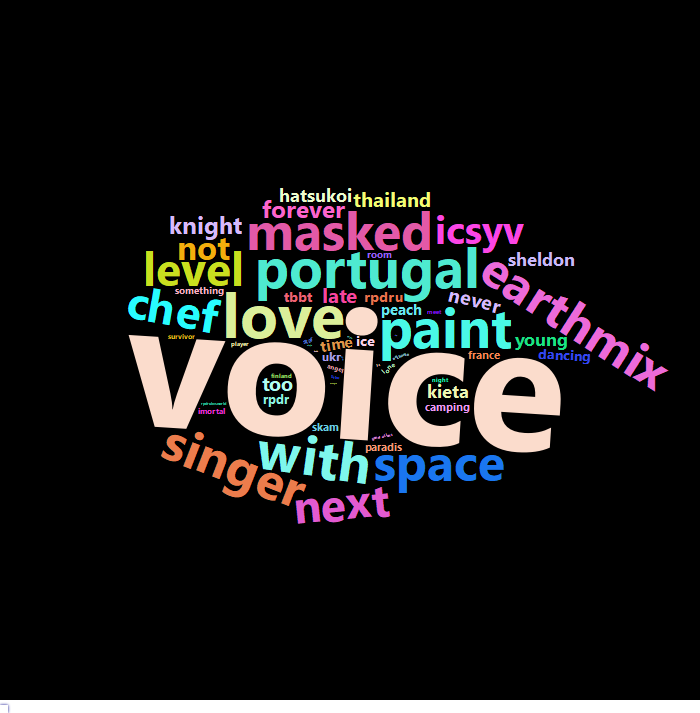 hatsukoi
thailand
forever
knight
masked
icsyv
not
room
level
portugal
sheldon
something
earthmix
tbbt
late
rpdru
never
chef
love
peach
paint
survivor
player
time
ice
young
ukr
france
dancing
voice
finland
too
night
kieta
rpdr
camping
imortal
skam
singer
with
paradis
space
next